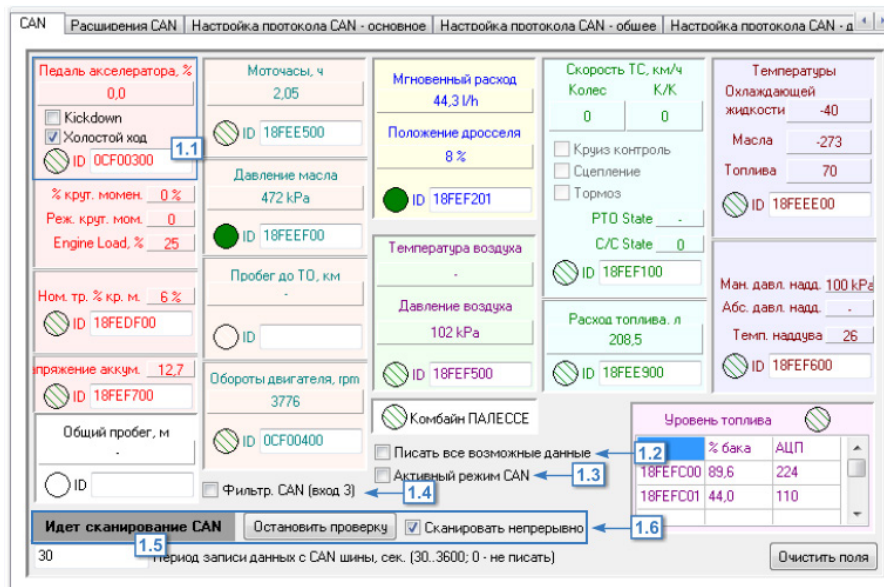 CAN
Расширения CAN
Настройка протокола CAN - основное
Настройка протокола CAN - общее
Настройка протокола CAN - д
Педаль акселератора, %
0,0
Kickdown
Холостой ход
1.1
ID 0CF00300
% крут. момен. 0 %
Реж. крут. мом. 0
Engine Load, % 25
Ном. тр. % кр. м. 6 %
ID 18FEDF00
пряжение аккум. 12,7
ID 18FEF700
Общий пробег, м
-
ID
Моточасы, ч
2,05
ID 18FEE500
Давление масла
472 kPa
ID 18FEEF00
Пробег до ТО, км
-
ID
Обороты двигателя, rpm
3776
ID 0CF00400
Фильтр. CAN (вход 3)
1.4
Мгновенный расход
44,3 l/h
Положение дросселя
8 %
ID 18FEF201
Температура воздуха
-
Давление воздуха
102 kPa
ID 18FEF500
Комбайн ПАЛЕССЕ
Писать все возможные данные
1.2
Активный режим CAN
1.3
Скорость ТС, км/ч
Колес К/К
0 0
Круиз контроль
Сцепление
Тормоз
PTO State -
C/C State 0
ID 18FEF100
Расход топлива. л
208,5
ID 18FEE900
Температуры
Охлаждающей
жидкости -40
Масла -273
Топлива 70
ID 18FEEE00
Ман. давл. надд. 100 kPa
Абс. давл. надд. -
Темп. наддува 26
ID 18FEF600
Уровень топлива
% бака АЦП
18FEFC00 89,6 224
18FEFC01 44,0 110
Идет сканирование CAN
Остановить проверку
Сканировать непрерывно
1.6
1.5
30 Период записи данных с CAN шины, сек. (30..3600; 0 - не писать)
Очистить поля